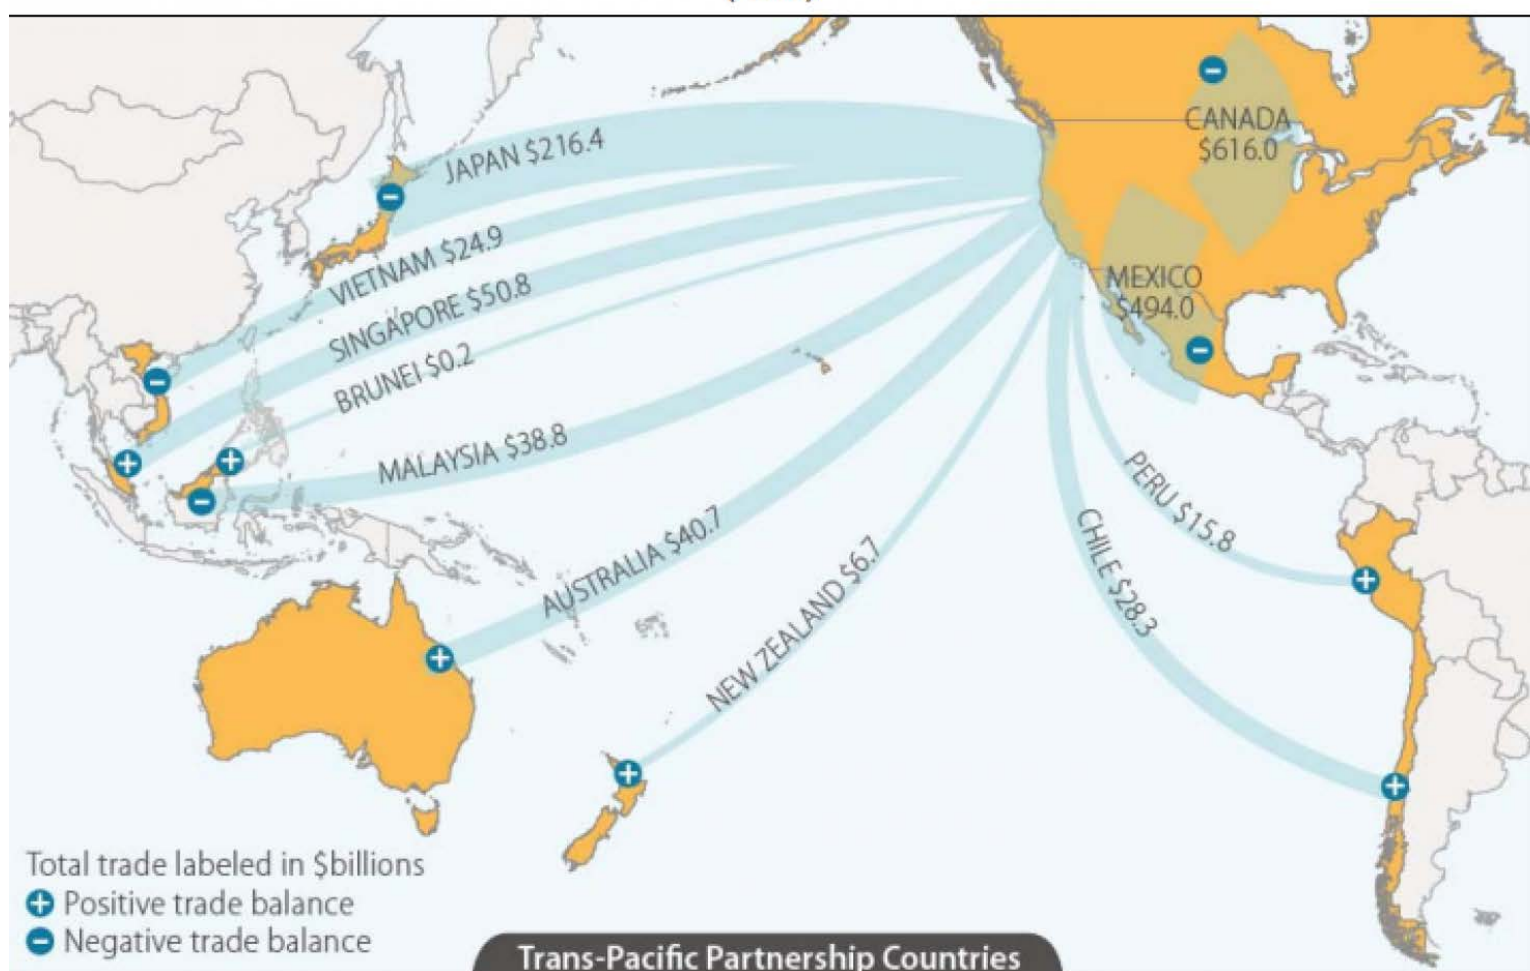 CANADA
$616.0
JAPAN $216.4
VIETNAM $24.9
SINGAPORE $50.8
BRUNEI $0.2
MEXICO
$494.0
MALAYSIA $38.8
AUSTRALIA $40.7
NEW ZEALAND $6.7
CHILE $28.3
PERU $15.8
Total trade labeled in $billions
+ Positive trade balance
− Negative trade balance
Trans-Pacific Partnership Countries